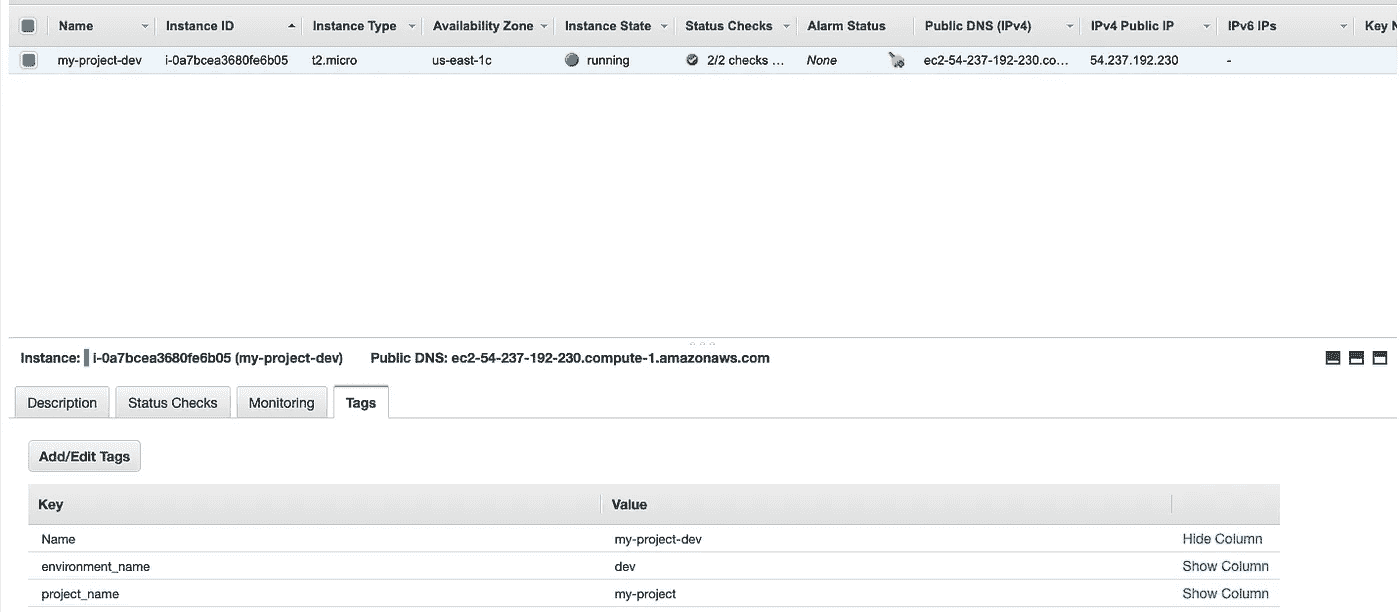 Name Instance ID Instance Type Availability Zone Instance State Status Checks Alarm Status Public DNS (IPv4) IPv4 Public IP IPv6 IPs Key N
my-project-dev i-0a7bcea3680fe6b05 t2.micro us-east-1c running 2/2 checks ... None ec2-54-237-192-230.co... 54.237.192.230 -
Instance: i-0a7bcea3680fe6b05 (my-project-dev) Public DNS: ec2-54-237-192-230.compute-1.amazonaws.com
Description Status Checks Monitoring Tags
Add/Edit Tags
Key Value
Name my-project-dev Hide Column
environment_name dev Show Column
project_name my-project Show Column